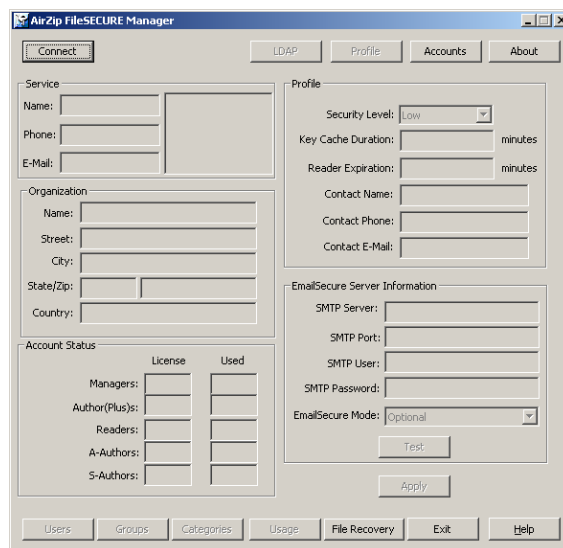 AirZip FileSECURE Manager
Connect LDAP Profile Accounts About
Service
Name:
Phone:
E-Mail:
Organization
Name:
Street:
City:
State/Zip:
Country:
Account Status
License Used
Managers:
Author(Plus)s:
Readers:
A-Authors:
S-Authors:
Profile
Security Level: Low
Key Cache Duration: minutes
Reader Expiration: minutes
Contact Name:
Contact Phone:
Contact E-Mail:
EmailSecure Server Information
SMTP Server:
SMTP Port:
SMTP User:
SMTP Password:
EmailSecure Mode: Optional
Test
Apply
Users Groups Categories Usage File Recovery Exit Help